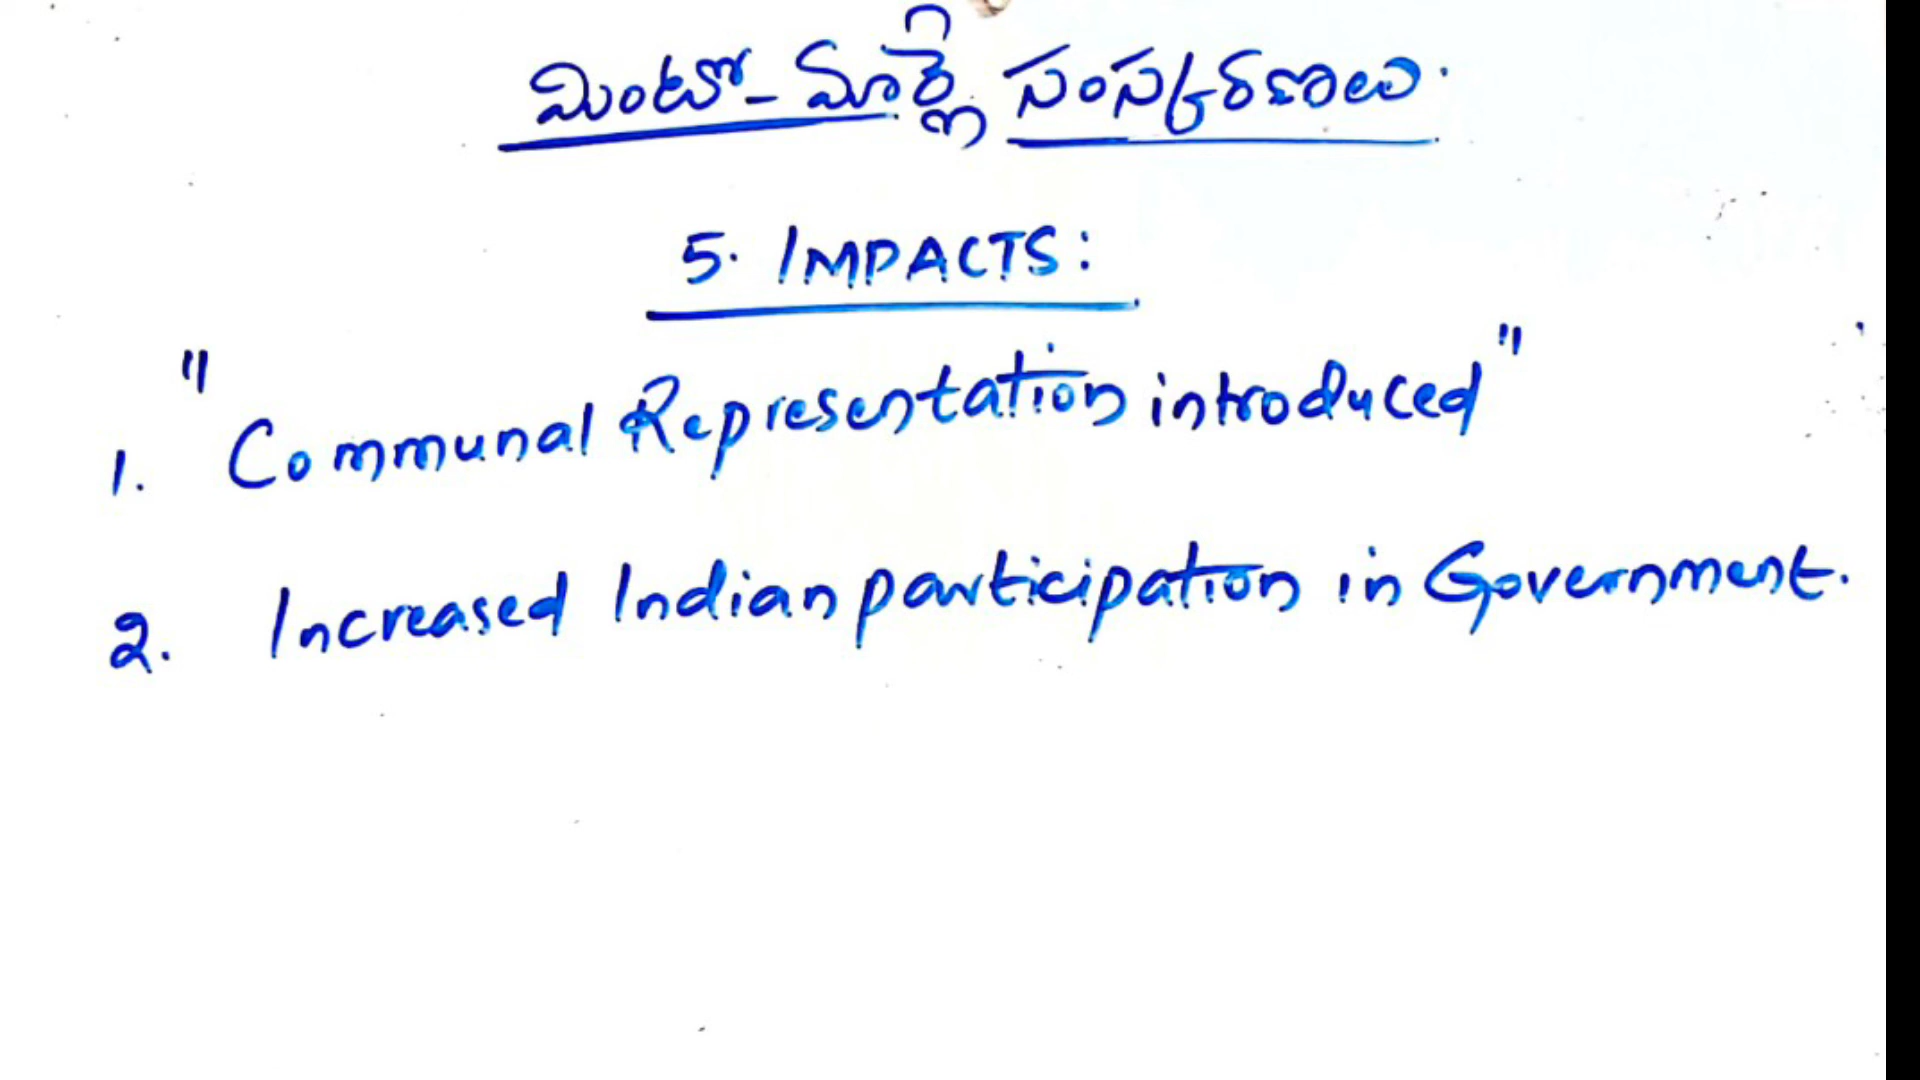 మింటో-మార్లే సంస్కరణలు.
5. IMPACTS:
1. "Communal Representation introduced"
2. Increased Indian participation in Government.